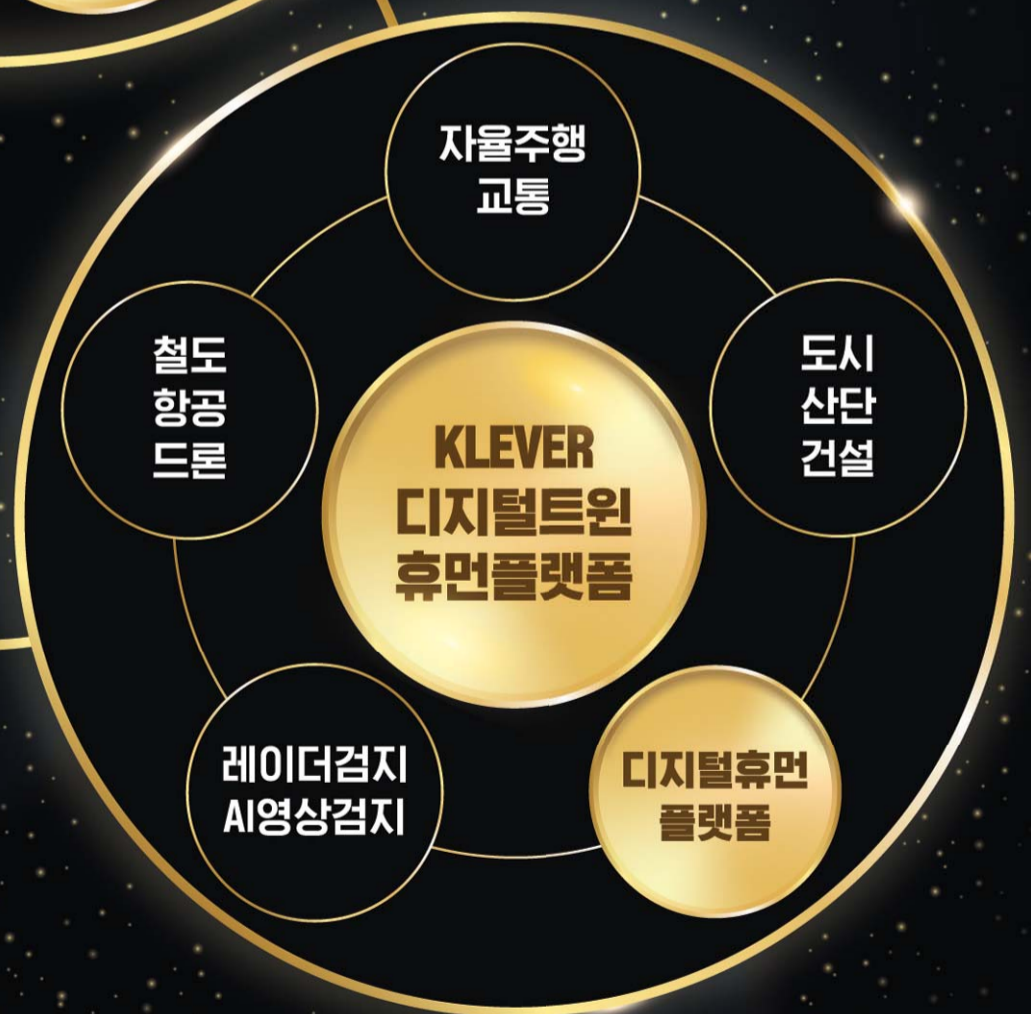 자율주행
교통
철도
항공
드론
도시
산단
건설
KLEVER
디지털트윈
휴먼플랫폼
레이더검지
AI영상검지
디지털휴먼
플랫폼